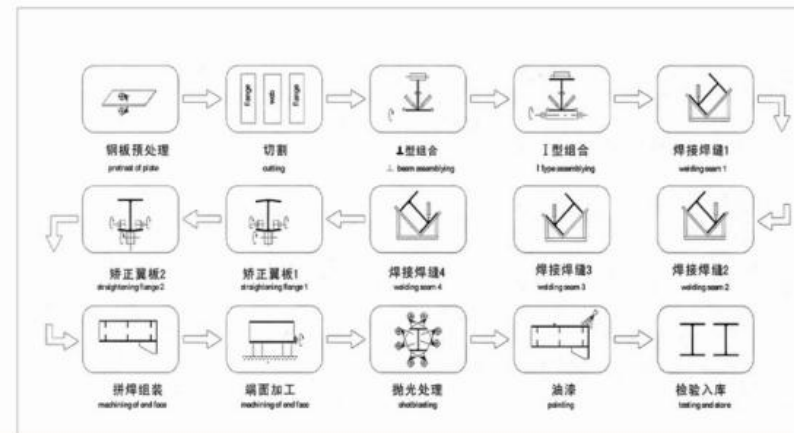 flange
web
flange
钢板预处理
pretreat of plate
切割
cutting
⊥型组合
⊥ beam assemblying
I型组合
I type assemblying
焊接焊缝1
welding seam 1
矫正翼板2
straightening flange 2
矫正翼板1
straightening flange 1
焊接焊缝4
welding seam 4
焊接焊缝3
welding seam 3
焊接焊缝2
welding seam 2
拼焊组装
machining of end face
端面加工
machining of end face
抛光处理
shotblasting
油漆
painting
检验入库
testing and store